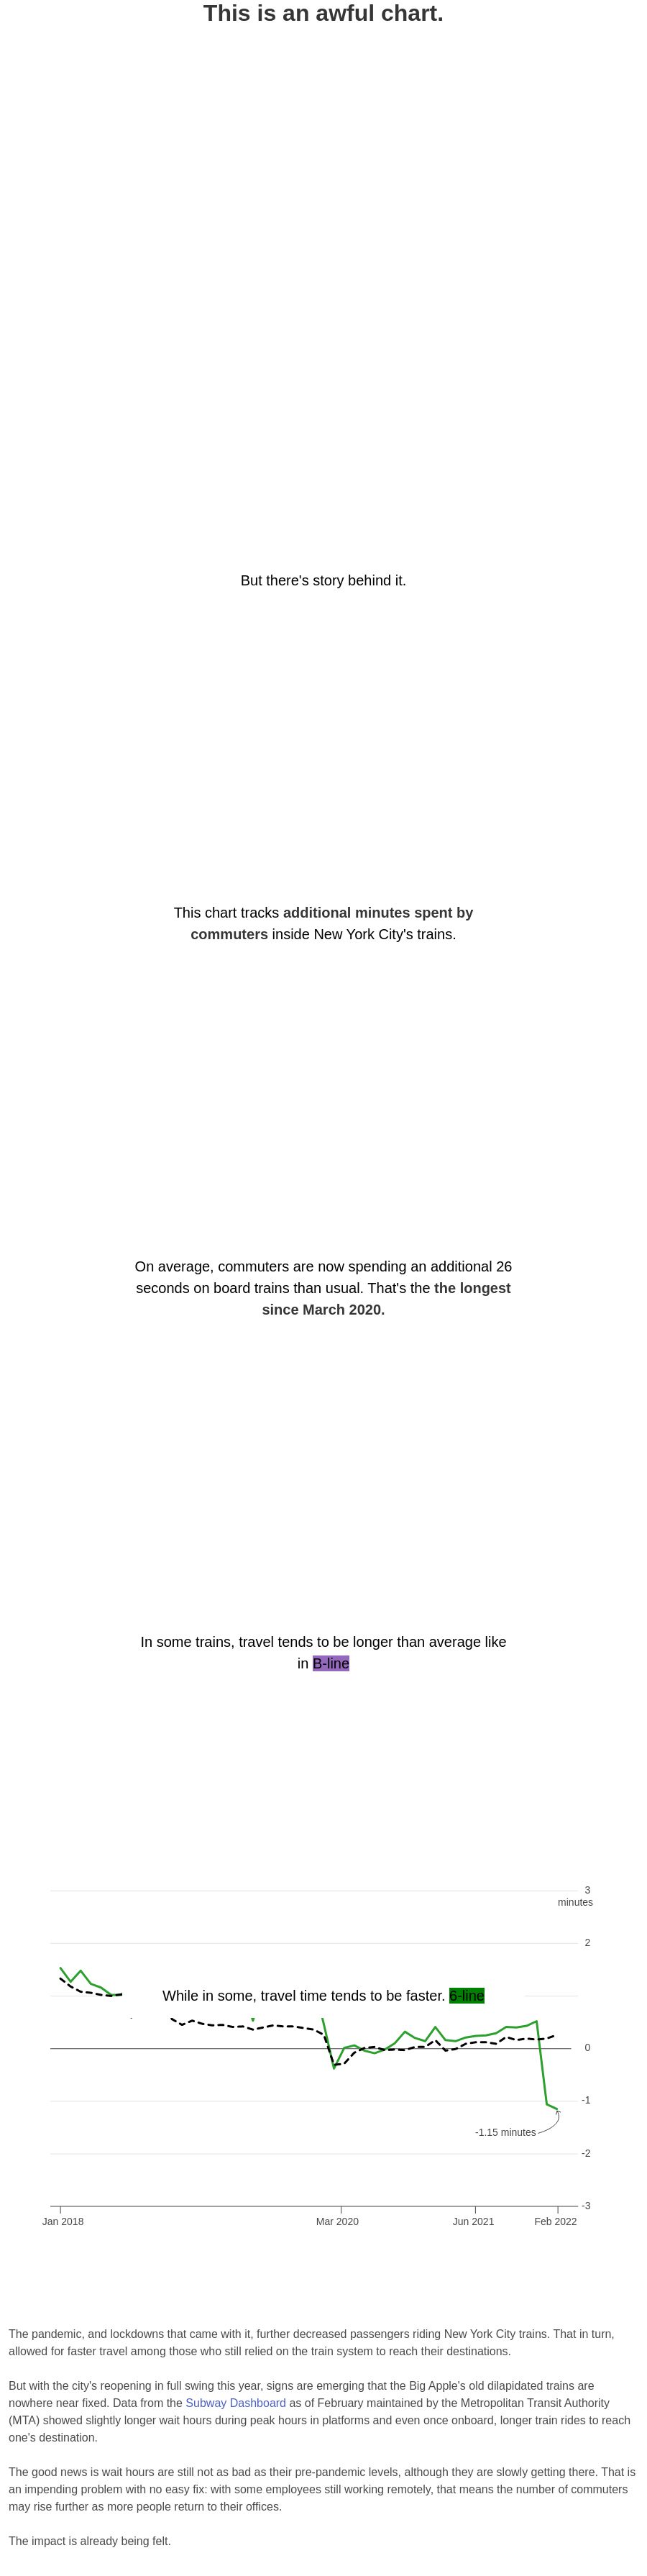 This is an awful chart.
But there's story behind it.
This chart tracks additional minutes spent by
commuters inside New York City's trains.
On average, commuters are now spending an additional 26
seconds on board trains than usual. That's the the longest
since March 2020.
In some trains, travel tends to be longer than average like
in B-line
3
minutes
2
While in some, travel time tends to be faster. 6-line
0
-1
-1.15 minutes
-2
-3
Jan 2018 Mar 2020 Jun 2021 Feb 2022
The pandemic, and lockdowns that came with it, further decreased passengers riding New York City trains. That in turn,
allowed for faster travel among those who still relied on the train system to reach their destinations.
But with the city's reopening in full swing this year, signs are emerging that the Big Apple's old dilapidated trains are
nowhere near fixed. Data from the Subway Dashboard as of February maintained by the Metropolitan Transit Authority
(MTA) showed slightly longer wait hours during peak hours in platforms and even once onboard, longer train rides to reach
one's destination.
The good news is wait hours are still not as bad as their pre-pandemic levels, although they are slowly getting there. That is
an impending problem with no easy fix: with some employees still working remotely, that means the number of commuters
may rise further as more people return to their offices.
The impact is already being felt.